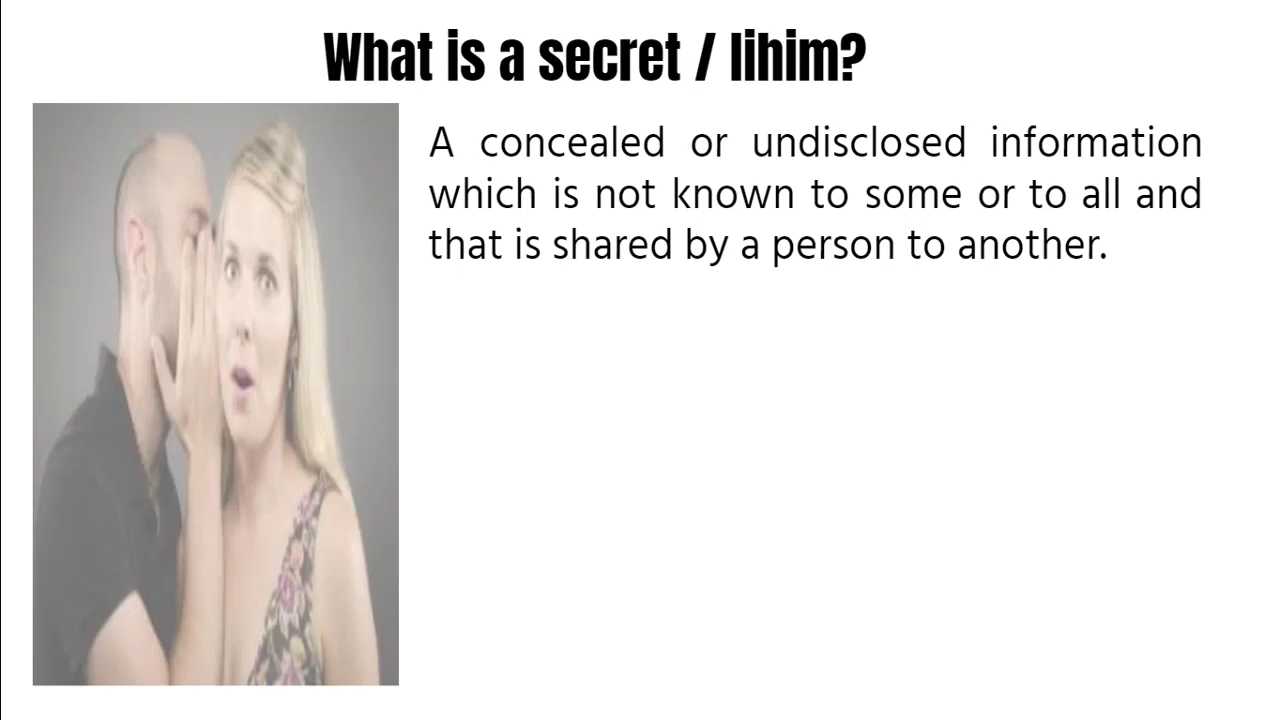 What is a secret / lihim?
A concealed or undisclosed information
which is not known to some or to all and
that is shared by a person to another.